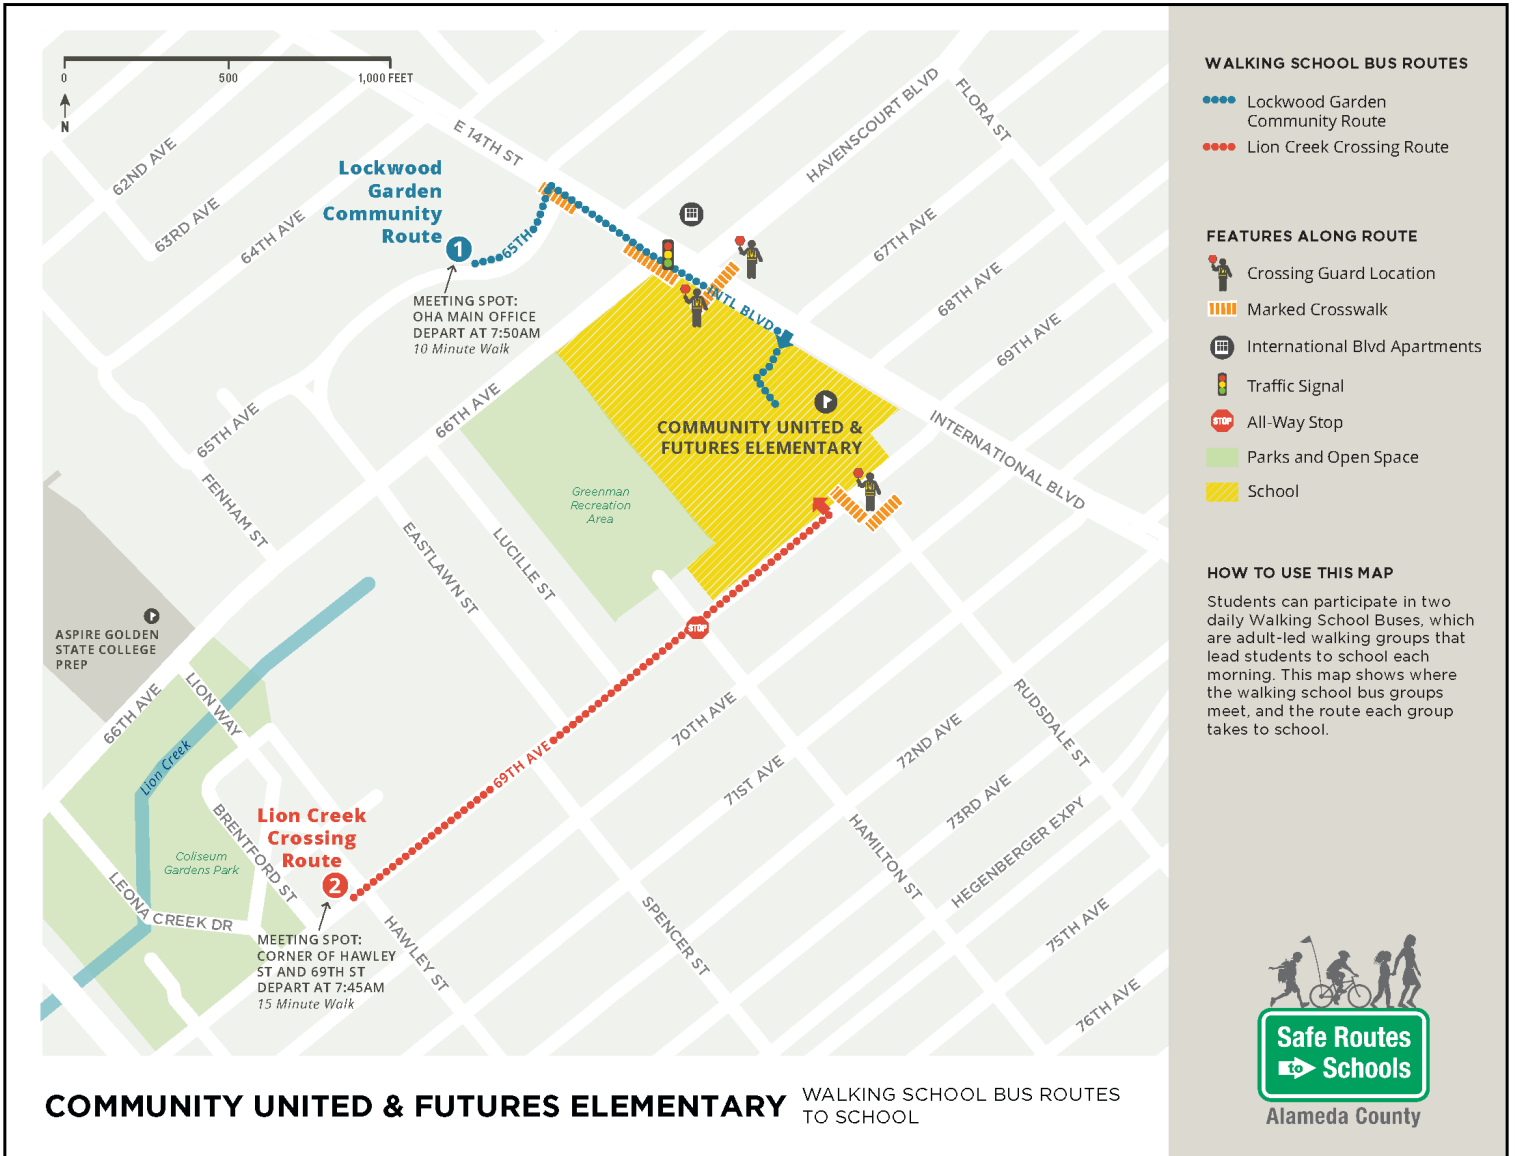 0
500
1,000 FEET
N
E 14TH ST
HAVENSCOURT BLVD
FLORA ST
62ND AVE
63RD AVE
64TH AVE
Lockwood
Garden
Community
Route
1
65TH
MEETING SPOT:
OHA MAIN OFFICE
DEPART AT 7:50AM
10 Minute Walk
INTL BLVD
67TH AVE
68TH AVE
69TH AVE
66TH AVE
65TH AVE
COMMUNITY UNITED &
FUTURES ELEMENTARY
INTERNATIONAL BLVD
Greenman
Recreation
Area
FENHAM ST
EASTLAWN ST
LUCILLE ST
STOP
ASPIRE GOLDEN
STATE COLLEGE
PREP
66TH AVE
LION WAY
Lion Creek
69TH AVE
70TH AVE
71ST AVE
72ND AVE
73RD AVE
RUDSDALE ST
HEGENBERGER EXPY
HAMILTON ST
BRENTFORD ST
Lion Creek
Crossing
Route
2
Coliseum
Gardens Park
LEONA CREEK DR
MEETING SPOT:
CORNER OF HAWLEY
ST AND 69TH ST
DEPART AT 7:45AM
15 Minute Walk
HAWLEY ST
SPENCER ST
75TH AVE
76TH AVE
COMMUNITY UNITED & FUTURES ELEMENTARY
WALKING SCHOOL BUS ROUTES
TO SCHOOL
WALKING SCHOOL BUS ROUTES
Lockwood Garden
Community Route
Lion Creek Crossing Route
FEATURES ALONG ROUTE
Crossing Guard Location
Marked Crosswalk
International Blvd Apartments
Traffic Signal
STOP
All-Way Stop
Parks and Open Space
School
HOW TO USE THIS MAP
Students can participate in two
daily Walking School Buses, which
are adult-led walking groups that
lead students to school each
morning. This map shows where
the walking school bus groups
meet, and the route each group
takes to school.
Safe Routes
to Schools
Alameda County